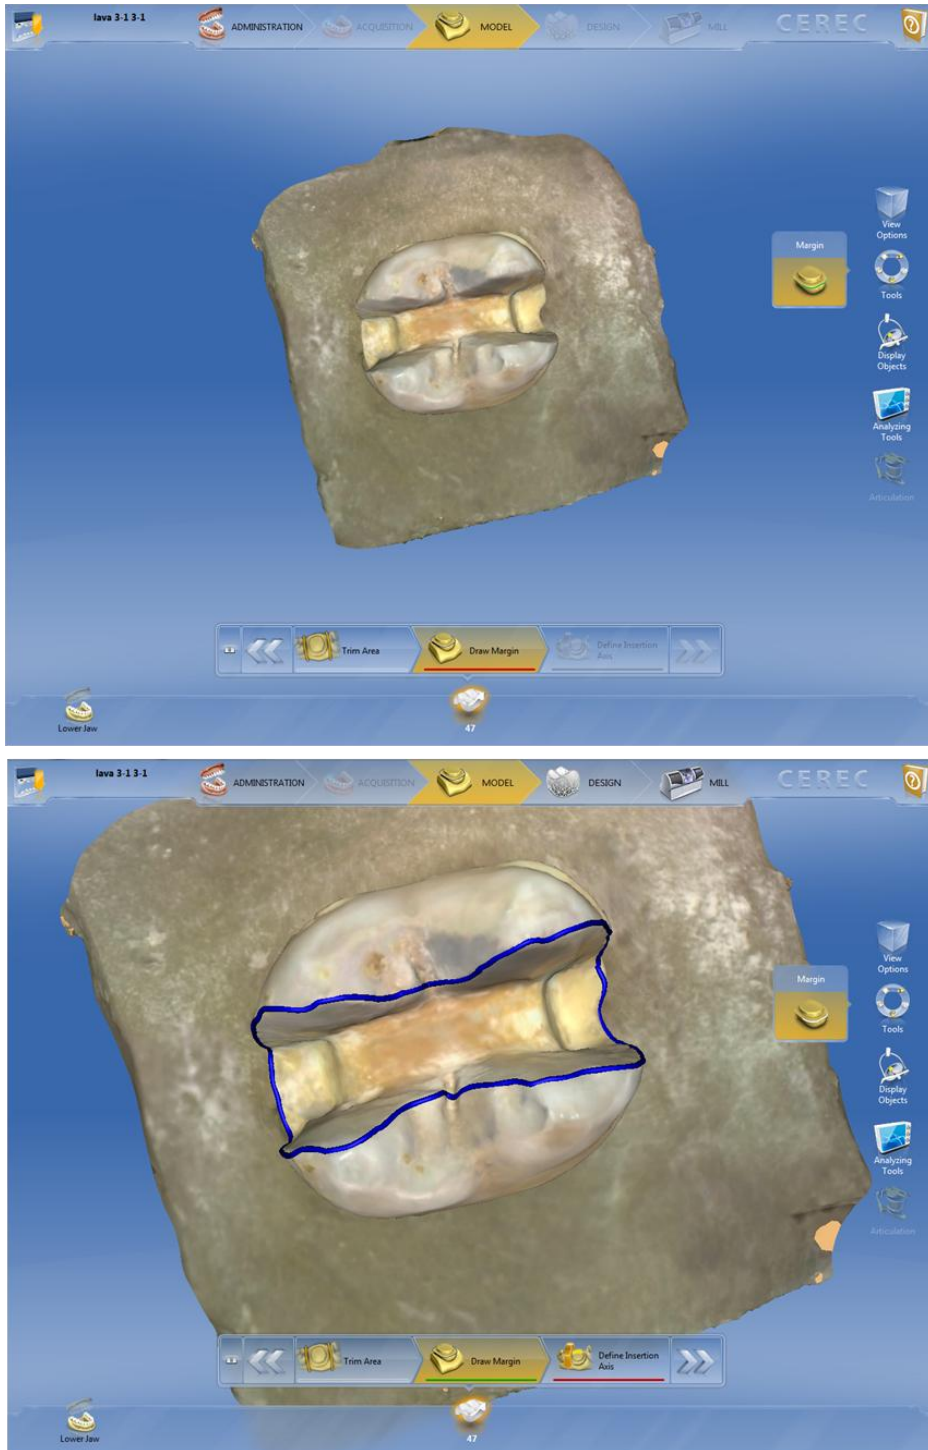 lava 3-1 3-1
ADMINISTRATION
ACQUISITION
MODEL
DESIGN
MILL
CEREC
View
Options
Margin
Tools
Display
Objects
Analyzing
Tools
Articulation
Trim Area
Draw Margin
Define Insertion
Axis
Lower Jaw
47
lava 3-1 3-1
ADMINISTRATION
ACQUISITION
MODEL
DESIGN
MILL
CEREC
View
Options
Margin
Tools
Display
Objects
Analyzing
Tools
Articulation
Trim Area
Draw Margin
Define Insertion
Axis
Lower Jaw
47